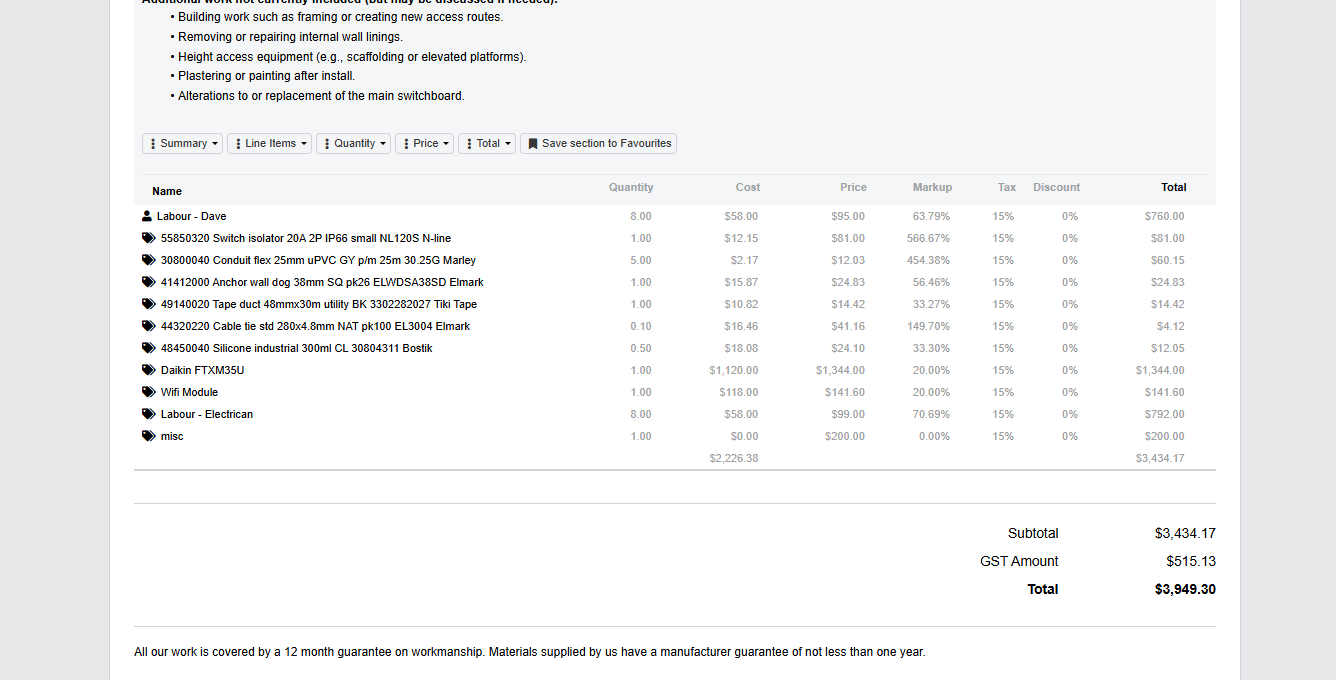 Additional work not currently included (but may be discussed if needed):
• Building work such as framing or creating new access routes.
• Removing or repairing internal wall linings.
• Height access equipment (e.g., scaffolding or elevated platforms).
• Plastering or painting after install.
• Alterations to or replacement of the main switchboard.
Summary Line Items Quantity Price Total Save section to Favourites
Name Quantity Cost Price Markup Tax Discount Total
Labour - Dave 8.00 $58.00 $95.00 63.79% 15% 0% $760.00
55850320 Switch isolator 20A 2P IP66 small NL120S N-line 1.00 $12.15 $81.00 566.67% 15% 0% $81.00
30800040 Conduit flex 25mm uPVC GY p/m 25m 30.25G Marley 5.00 $2.17 $12.03 454.38% 15% 0% $60.15
41412000 Anchor wall dog 38mm SQ pk26 ELWDSA38SD Elmark 1.00 $15.87 $24.83 56.46% 15% 0% $24.83
49140020 Tape duct 48mmx30m utility BK 3302282027 Tiki Tape 1.00 $10.82 $14.42 33.27% 15% 0% $14.42
44320220 Cable tie std 280x4.8mm NAT pk100 EL3004 Elmark 0.10 $16.46 $41.16 149.70% 15% 0% $4.12
48450040 Silicone industrial 300ml CL 30804311 Bostik 0.50 $18.08 $24.10 33.30% 15% 0% $12.05
Daikin FTXM35U 1.00 $1,120.00 $1,344.00 20.00% 15% 0% $1,344.00
Wifi Module 1.00 $118.00 $141.60 20.00% 15% 0% $141.60
Labour - Electrican 8.00 $58.00 $99.00 70.69% 15% 0% $792.00
misc 1.00 $0.00 $200.00 0.00% 15% 0% $200.00
$2,226.38 $3,434.17
Subtotal $3,434.17
GST Amount $515.13
Total $3,949.30
All our work is covered by a 12 month guarantee on workmanship. Materials supplied by us have a manufacturer guarantee of not less than one year.